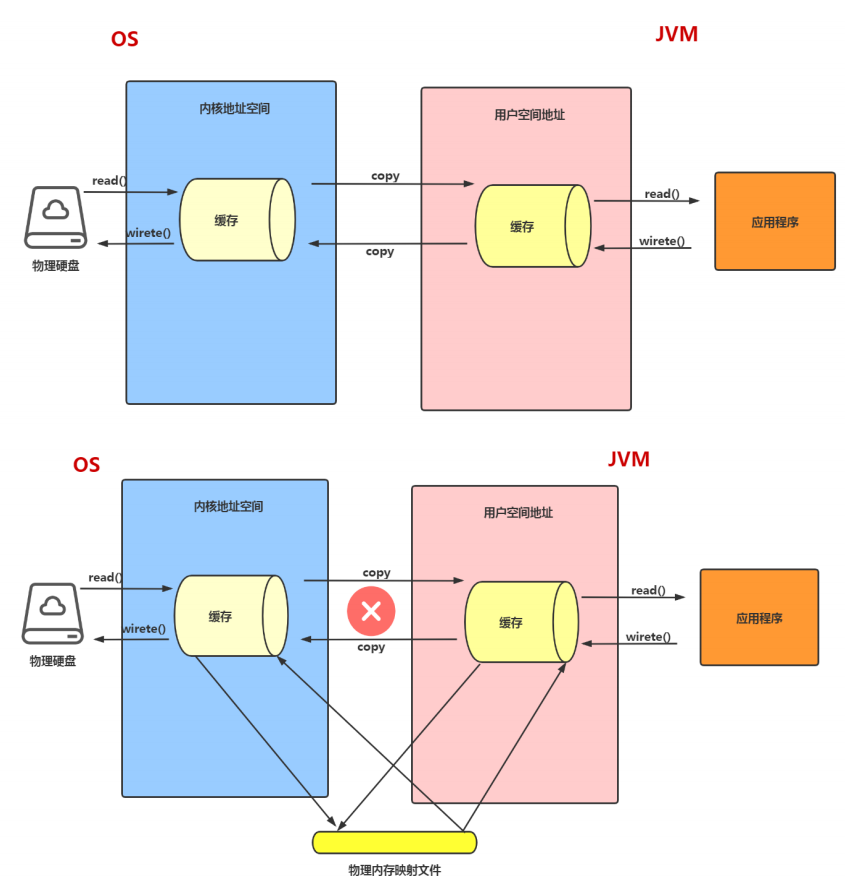 OS
JVM
内核地址空间
用户空间地址
read()
copy
read()
缓存
缓存
应用程序
wirete()
wirete()
copy
物理硬盘
OS
JVM
内核地址空间
用户空间地址
read()
copy
read()
缓存
缓存
应用程序
wirete()
wirete()
copy
物理硬盘
物理内存映射文件